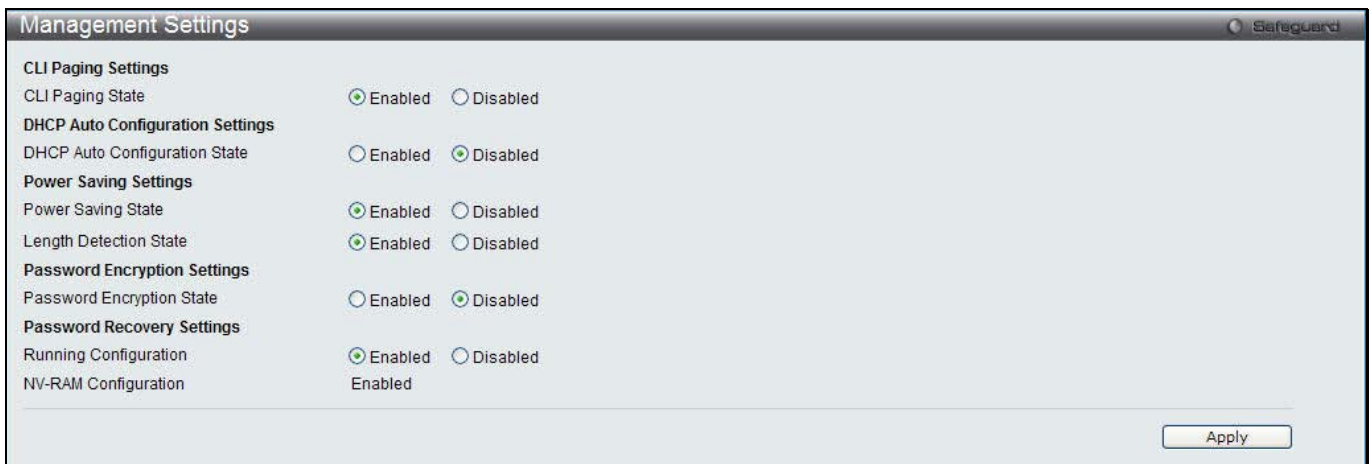 Management Settings
Safeguard
CLI Paging Settings
CLI Paging State Enabled Disabled
DHCP Auto Configuration Settings
DHCP Auto Configuration State Enabled Disabled
Power Saving Settings
Power Saving State Enabled Disabled
Length Detection State Enabled Disabled
Password Encryption Settings
Password Encryption State Enabled Disabled
Password Recovery Settings
Running Configuration Enabled Disabled
NV-RAM Configuration Enabled
Apply